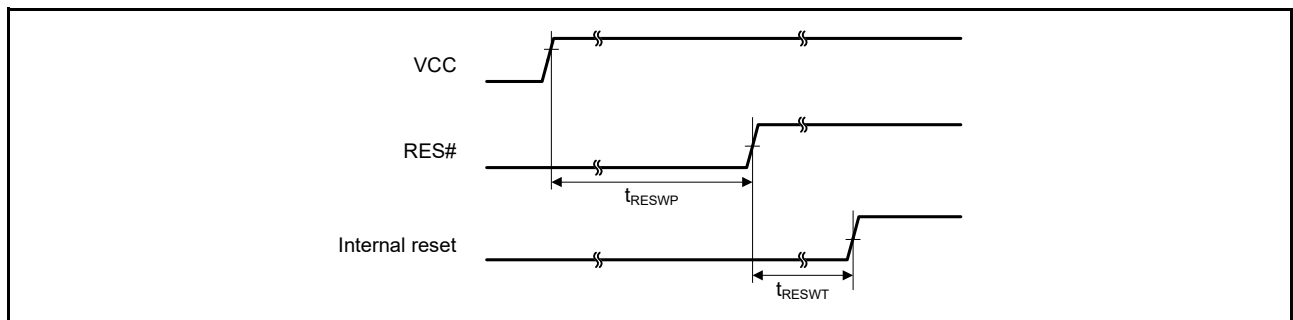 VCC
RES#
tRESWP
Internal reset
tRESWT